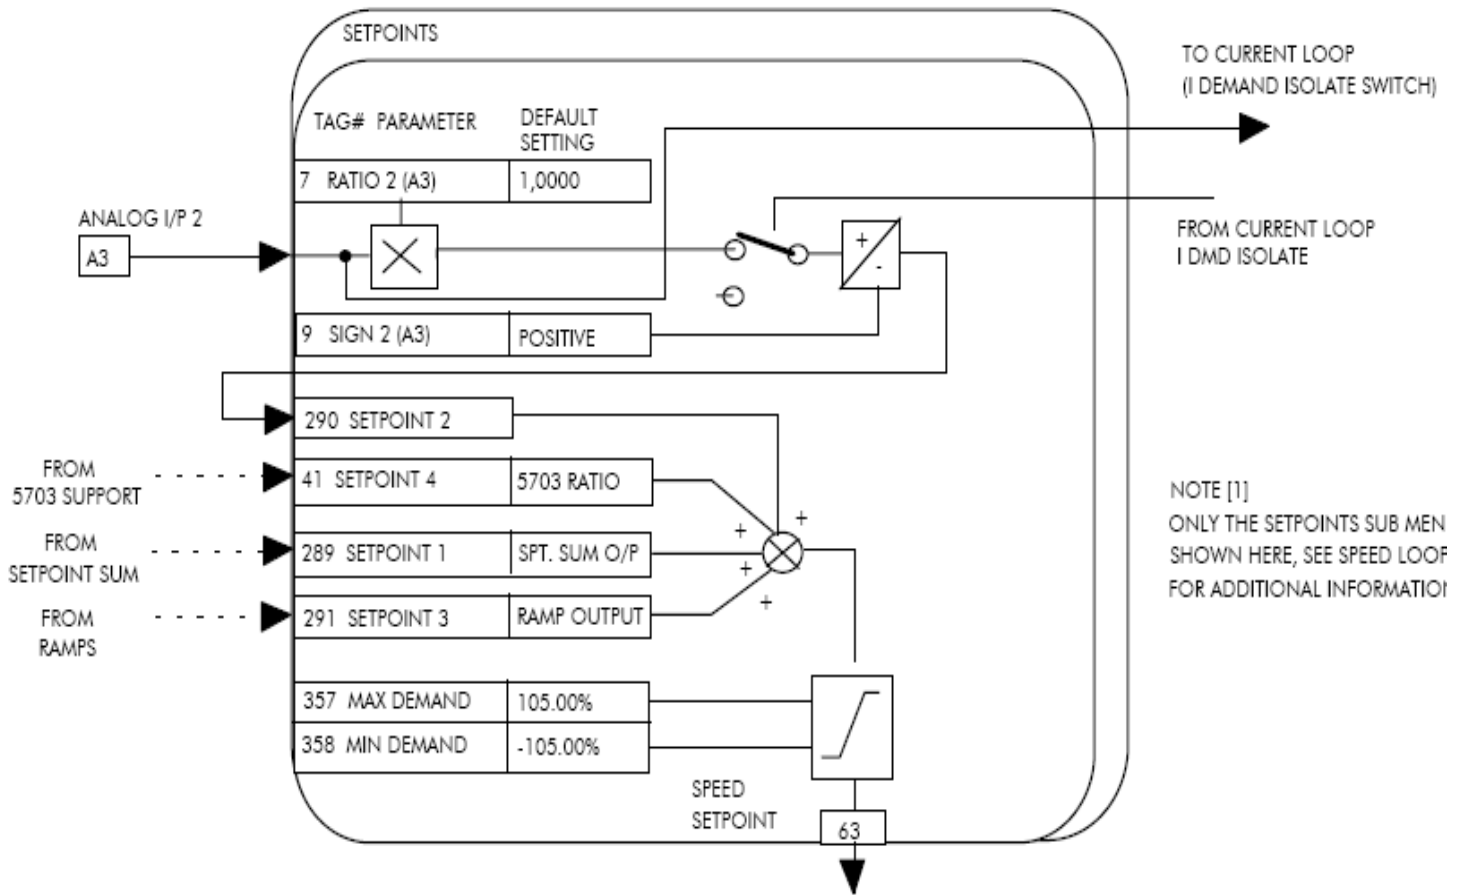 SETPOINTS
TO CURRENT LOOP
(I DEMAND ISOLATE SWITCH)
TAG# PARAMETER
DEFAULT
SETTING
7 RATIO 2 (A3)
1,0000
ANALOG I/P 2
A3
+
-
FROM CURRENT LOOP
I DMD ISOLATE
9 SIGN 2 (A3)
POSITIVE
290 SETPOINT 2
FROM
5703 SUPPORT
41 SETPOINT 4
5703 RATIO
FROM
SETPOINT SUM
289 SETPOINT 1
SPT. SUM O/P
FROM
RAMPS
291 SETPOINT 3
RAMP OUTPUT
+
+
+
+
NOTE [1]
ONLY THE SETPOINTS SUB MEN
SHOWN HERE, SEE SPEED LOOP
FOR ADDITIONAL INFORMATION
357 MAX DEMAND
105.00%
358 MIN DEMAND
-105.00%
SPEED
SETPOINT
63